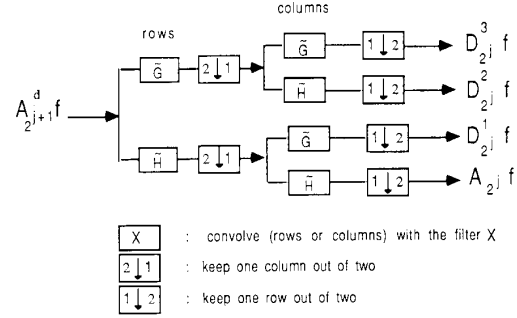 columns
rows
G̃ 1↓2 D³₂ⱼ f
G̃ 2↓1
H̃ 1↓2 D²₂ⱼ f
Aᵈ₂ⱼ₊₁ f
G̃ 1↓2 D¹₂ⱼ f
H̃ 2↓1
H̃ 1↓2 A₂ⱼ f
X : convolve (rows or columns) with the filter X
2↓1 : keep one column out of two
1↓2 : keep one row out of two